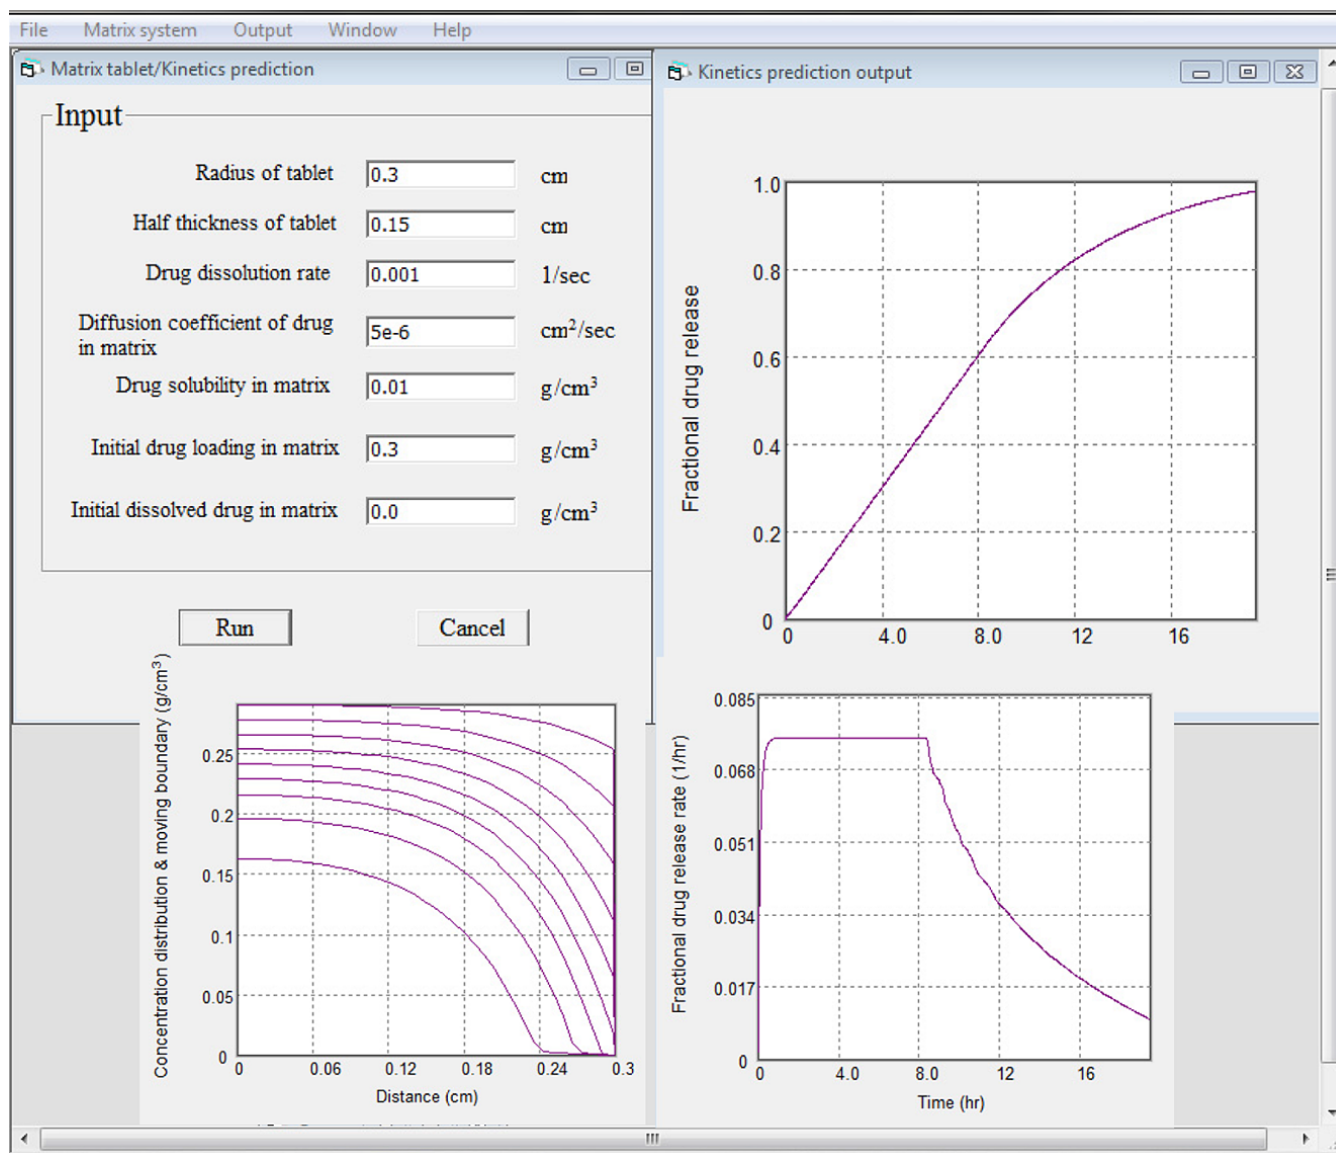 File Matrix system Output Window Help
Matrix tablet/Kinetics prediction
Input
Radius of tablet 0.3 cm
Half thickness of tablet 0.15 cm
Drug dissolution rate 0.001 1/sec
Diffusion coefficient of drug
in matrix 5e-6 cm²/sec
Drug solubility in matrix 0.01 g/cm³
Initial drug loading in matrix 0.3 g/cm³
Initial dissolved drug in matrix 0.0 g/cm³
Run Cancel
Concentration distribution & moving boundary (g/cm³)
0.25
0.2
0.15
0.1
0.05
0
0 0.06 0.12 0.18 0.24 0.3
Distance (cm)
Kinetics prediction output
Fractional drug release
1.0
0.8
0.6
0.4
0.2
0
0 4.0 8.0 12 16
Fractional drug release rate (1/hr)
0.085
0.068
0.051
0.034
0.017
0
0 4.0 8.0 12 16
Time (hr)